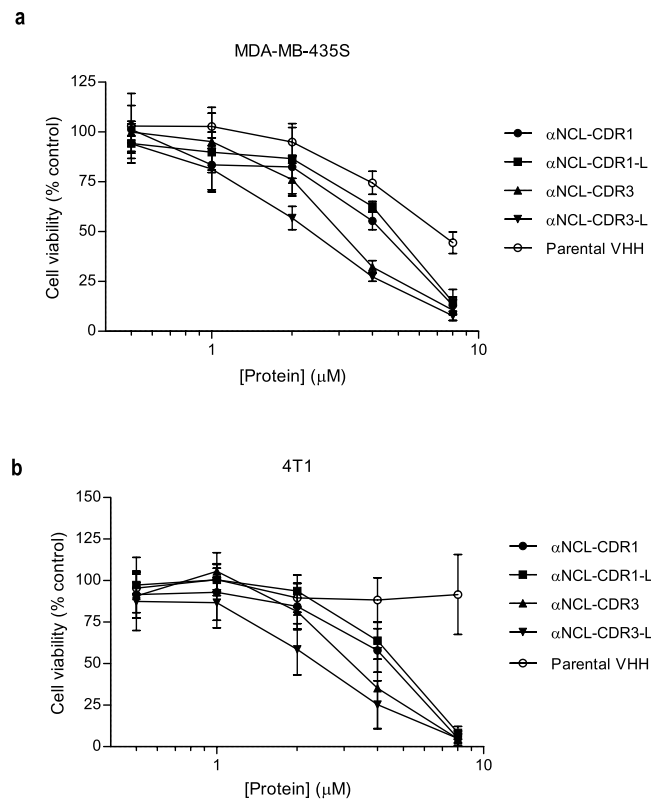 a
MDA-MB-435S
125
100
75
50
25
0
Cell viability (% control)
1
10
[Protein] (μM)
αNCL-CDR1
αNCL-CDR1-L
αNCL-CDR3
αNCL-CDR3-L
Parental VHH
b
4T1
150
125
100
75
50
25
0
Cell viability (% control)
1
10
[Protein] (μM)
αNCL-CDR1
αNCL-CDR1-L
αNCL-CDR3
αNCL-CDR3-L
Parental VHH